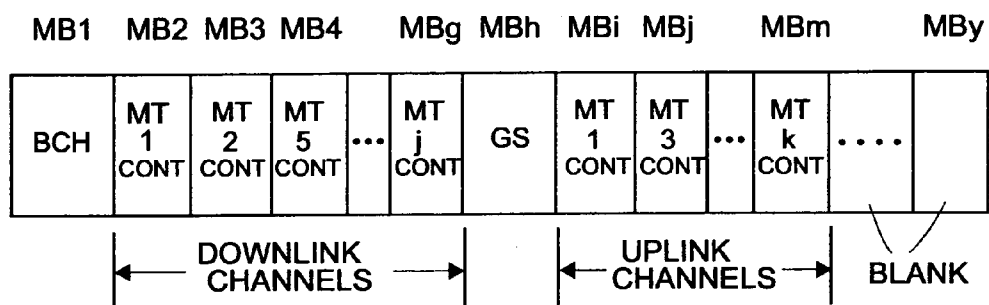 MB1 MB2 MB3 MB4 MBg MBh MBi MBj MBm MBy
BCH MT 1 CONT MT 2 CONT MT 5 CONT ... MT j CONT GS MT 1 CONT MT 3 CONT ... MT k CONT ....
DOWNLINK CHANNELS UPLINK CHANNELS BLANK